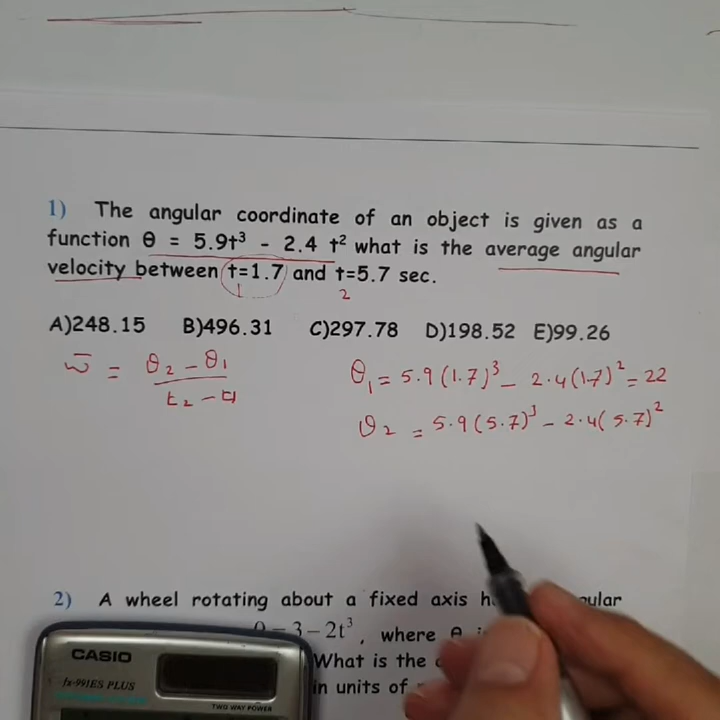 1) The angular coordinate of an object is given as a
function θ = 5.9t³ - 2.4 t² what is the average angular
velocity between t=1.7 and t=5.7 sec.
1 2
A)248.15 B)496.31 C)297.78 D)198.52 E)99.26
ω̄ = θ₂ - θ₁ / t₂ - t₁
θ₁ = 5.9(1.7)³ - 2.4(1.7)² = 22
θ₂ = 5.9(5.7)³ - 2.4(5.7)²
2) A wheel rotating about a fixed axis
= 3 - 2t³, where θ
What is the
in units of
CASIO
fx-991ES PLUS
TWO WAY POWER